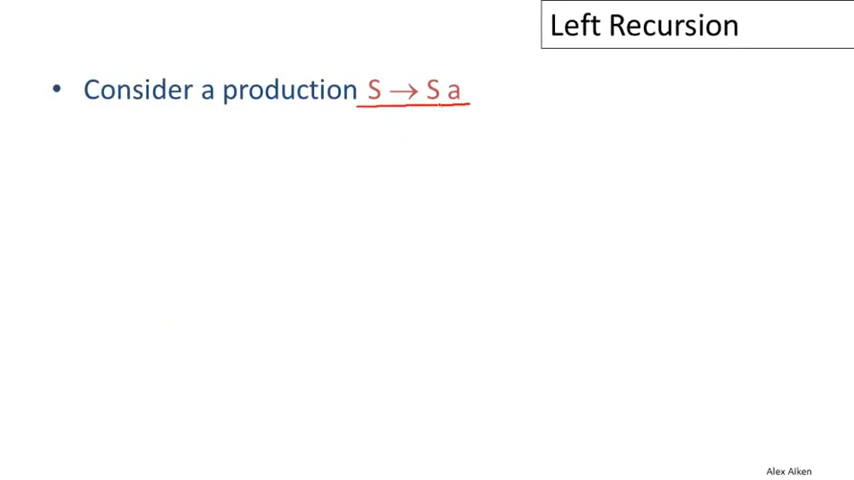 Left Recursion
• Consider a production S → S a
Alex Aiken